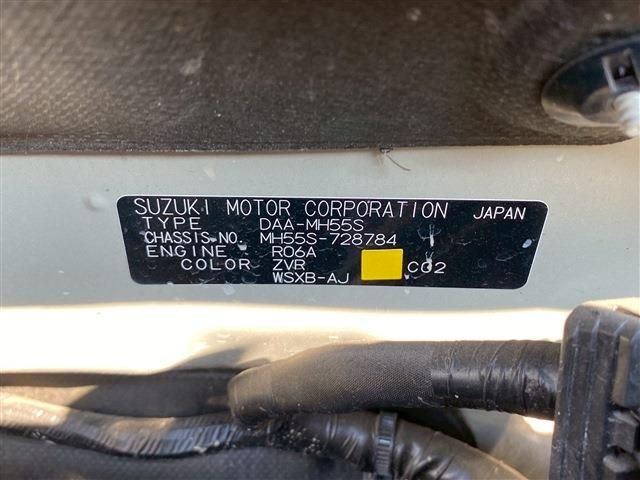 SUZUKI MOTOR CORPORATION JAPAN
TYPE DAA-MH55S
CHASSIS-NO. MH55S-728784
ENGINE R06A
COLOR ZVR C02
WSXB-AJ